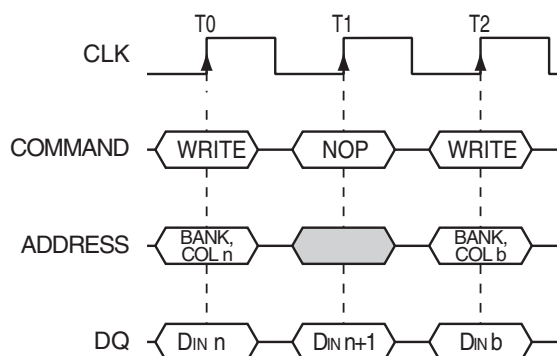 T0 T1 T2
CLK
COMMAND WRITE NOP WRITE
ADDRESS BANK, COL n BANK, COL b
DQ DIN n DIN n+1 DIN b